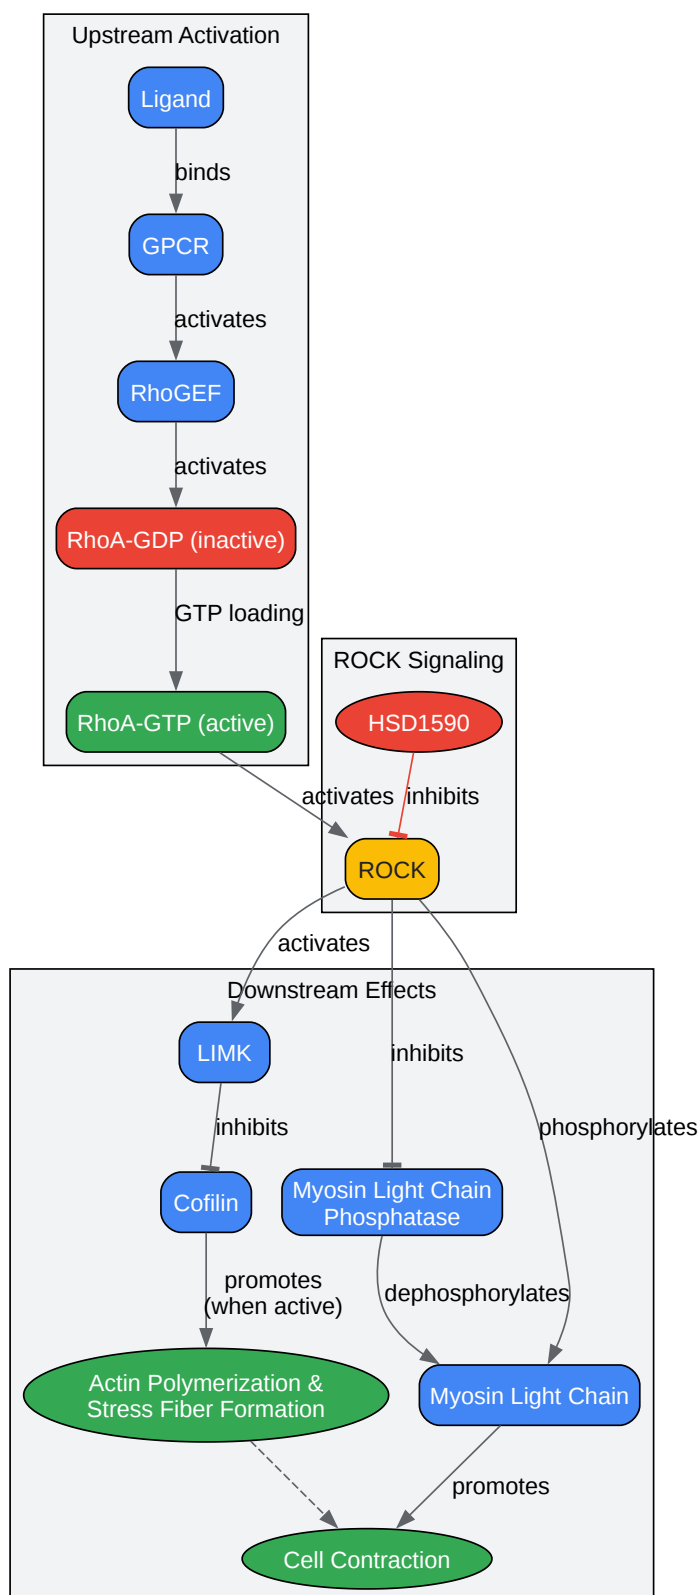 Upstream Activation
Ligand
binds
GPCR
activates
RhoGEF
activates
RhoA-GDP (inactive)
GTP loading
RhoA-GTP (active)
ROCK Signaling
HSD1590
activates
inhibits
ROCK
activates
Downstream Effects
LIMK
inhibits
inhibits
phosphorylates
Cofilin
Myosin Light Chain
Phosphatase
promotes
(when active)
dephosphorylates
Actin Polymerization &
Stress Fiber Formation
Myosin Light Chain
promotes
Cell Contraction